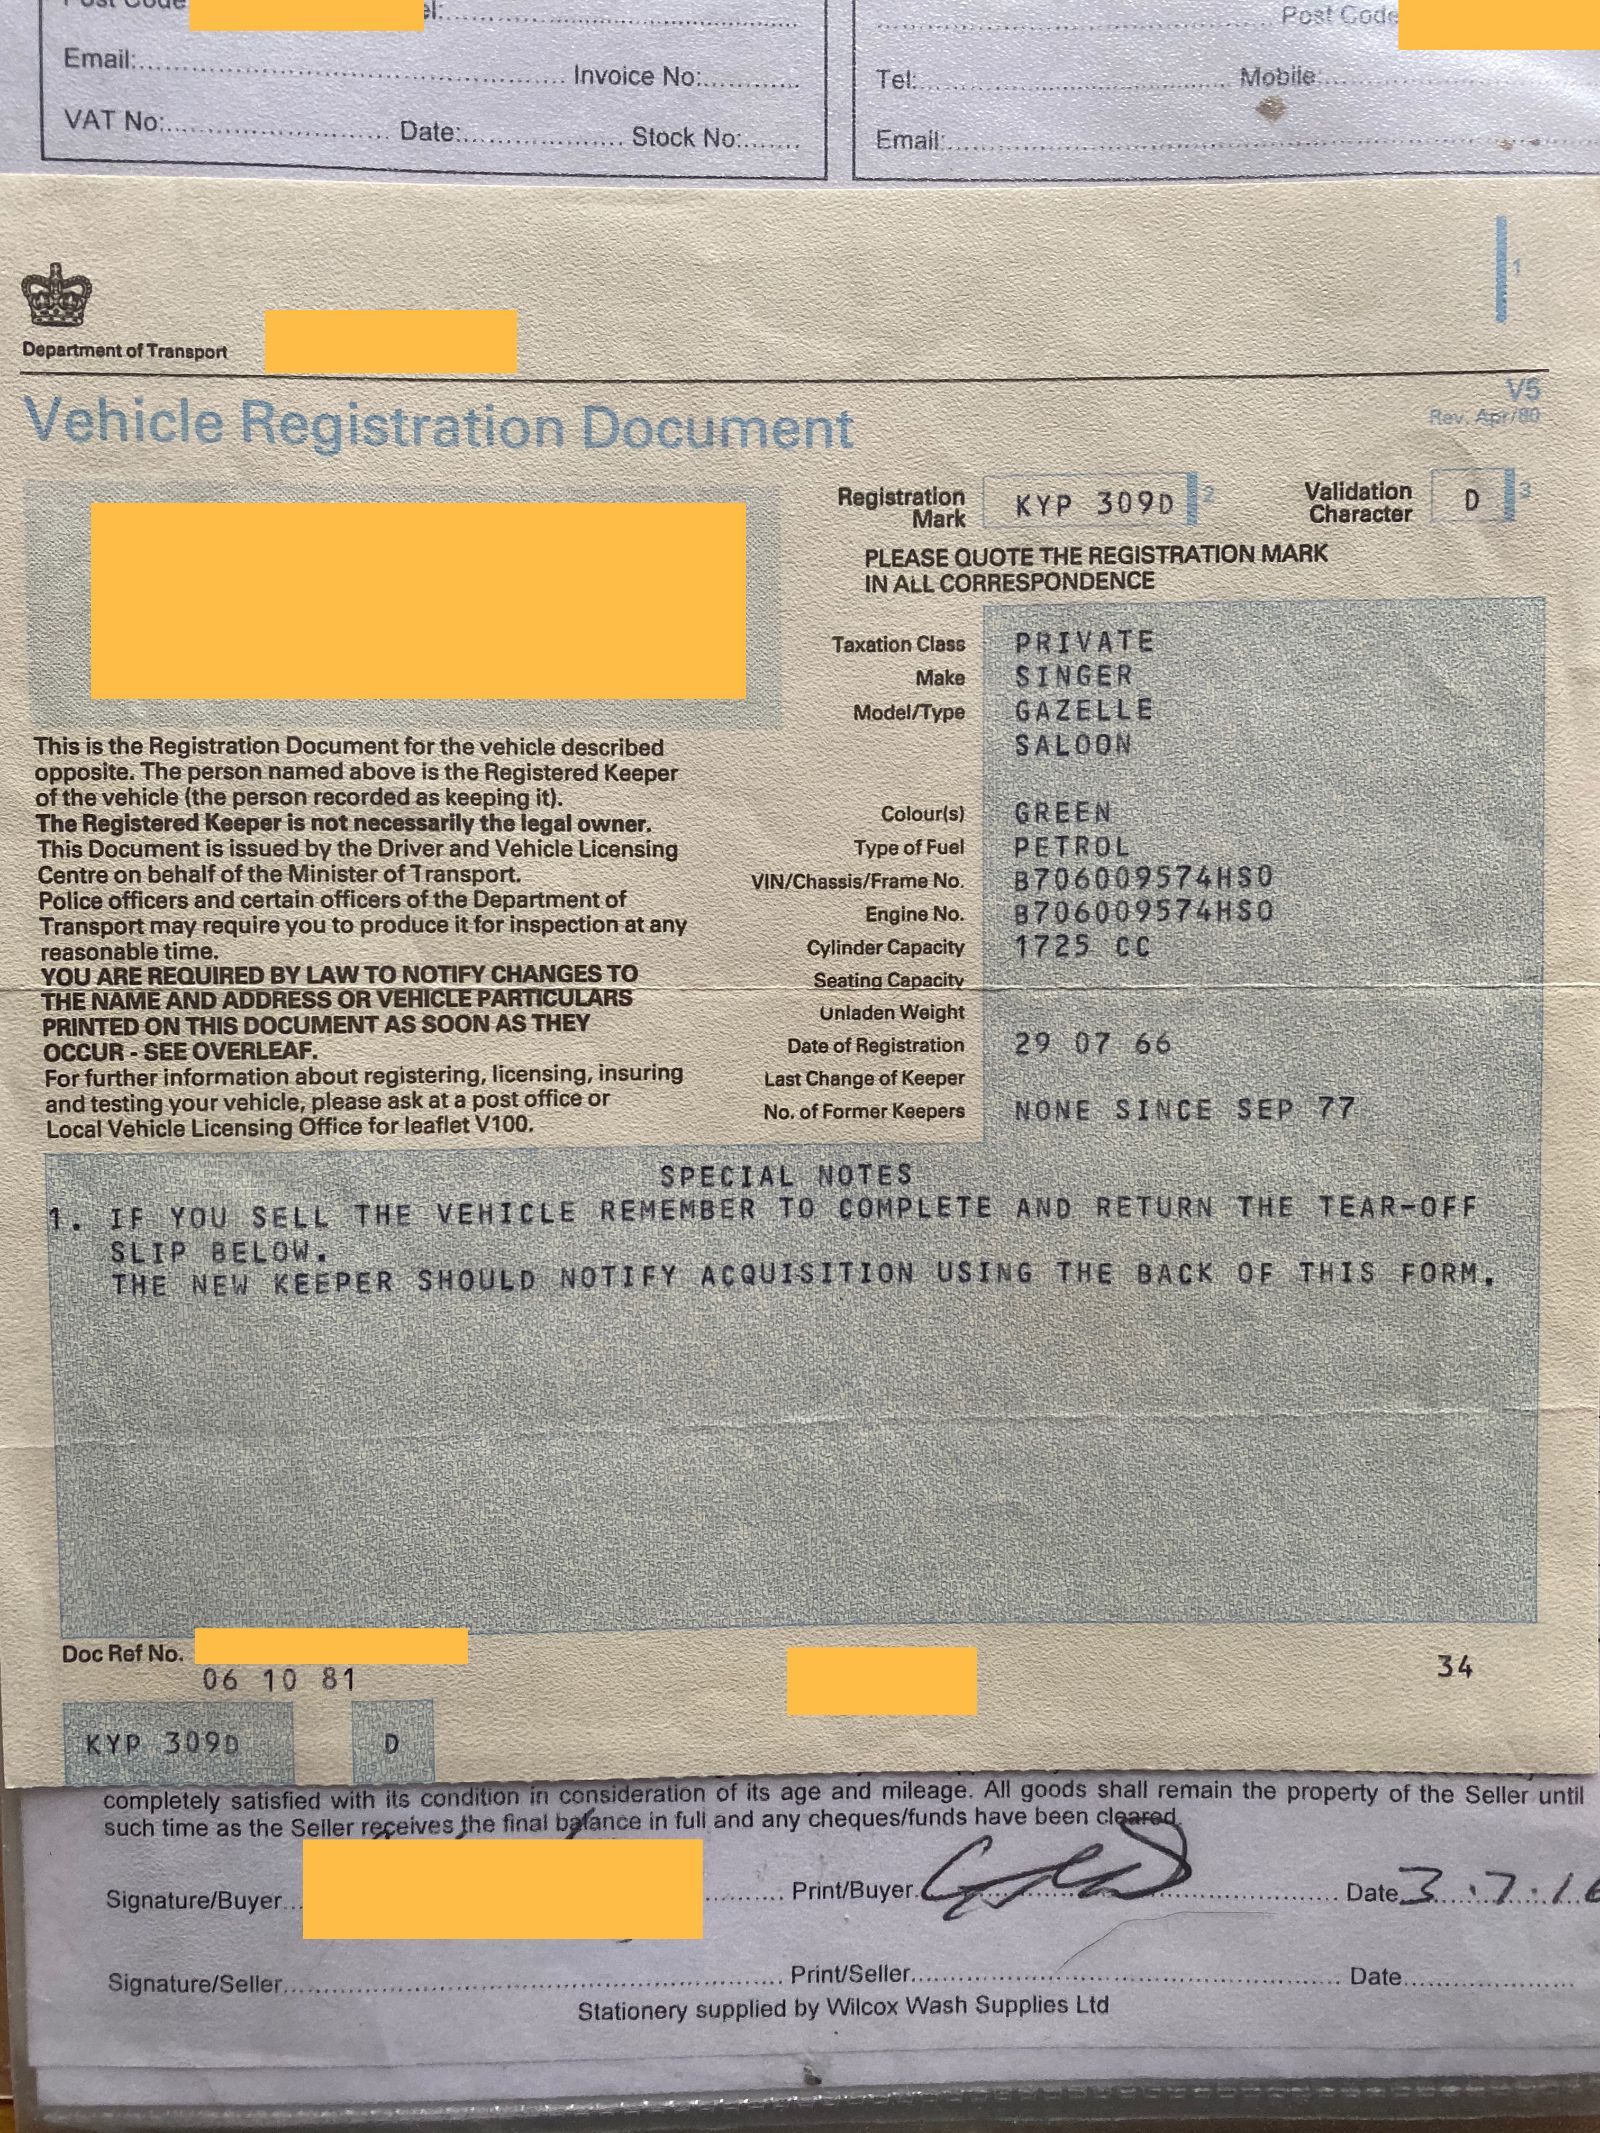 Email: Invoice No:
VAT No: Date: Stock No:
Post Code
Tel: Mobile:
Email:
1
Department of Transport
Vehicle Registration Document
V5
Rev. Apr/80
Registration Mark KYP 309D 2
Validation Character D 3
PLEASE QUOTE THE REGISTRATION MARK
IN ALL CORRESPONDENCE
Taxation Class PRIVATE
Make SINGER
Model/Type GAZELLE
SALOON
Colour(s) GREEN
Type of Fuel PETROL
VIN/Chassis/Frame No. B706009574HSO
Engine No. B706009574HSO
Cylinder Capacity 1725 CC
Seating Capacity
Unladen Weight
Date of Registration 29 07 66
Last Change of Keeper
No. of Former Keepers NONE SINCE SEP 77
This is the Registration Document for the vehicle described
opposite. The person named above is the Registered Keeper
of the vehicle (the person recorded as keeping it).
The Registered Keeper is not necessarily the legal owner.
This Document is issued by the Driver and Vehicle Licensing
Centre on behalf of the Minister of Transport.
Police officers and certain officers of the Department of
Transport may require you to produce it for inspection at any
reasonable time.
YOU ARE REQUIRED BY LAW TO NOTIFY CHANGES TO
THE NAME AND ADDRESS OR VEHICLE PARTICULARS
PRINTED ON THIS DOCUMENT AS SOON AS THEY
OCCUR - SEE OVERLEAF.
For further information about registering, licensing, insuring
and testing your vehicle, please ask at a post office or
Local Vehicle Licensing Office for leaflet V100.
SPECIAL NOTES
1. IF YOU SELL THE VEHICLE REMEMBER TO COMPLETE AND RETURN THE TEAR-OFF
SLIP BELOW.
THE NEW KEEPER SHOULD NOTIFY ACQUISITION USING THE BACK OF THIS FORM.
Doc Ref No.
06 10 81
34
KYP 309D D
completely satisfied with its condition in consideration of its age and mileage. All goods shall remain the property of the Seller until
such time as the Seller receives the final balance in full and any cheques/funds have been cleared.
Signature/Buyer Print/Buyer Date 3.7.16
Signature/Seller Print/Seller Date
Stationery supplied by Wilcox Wash Supplies Ltd